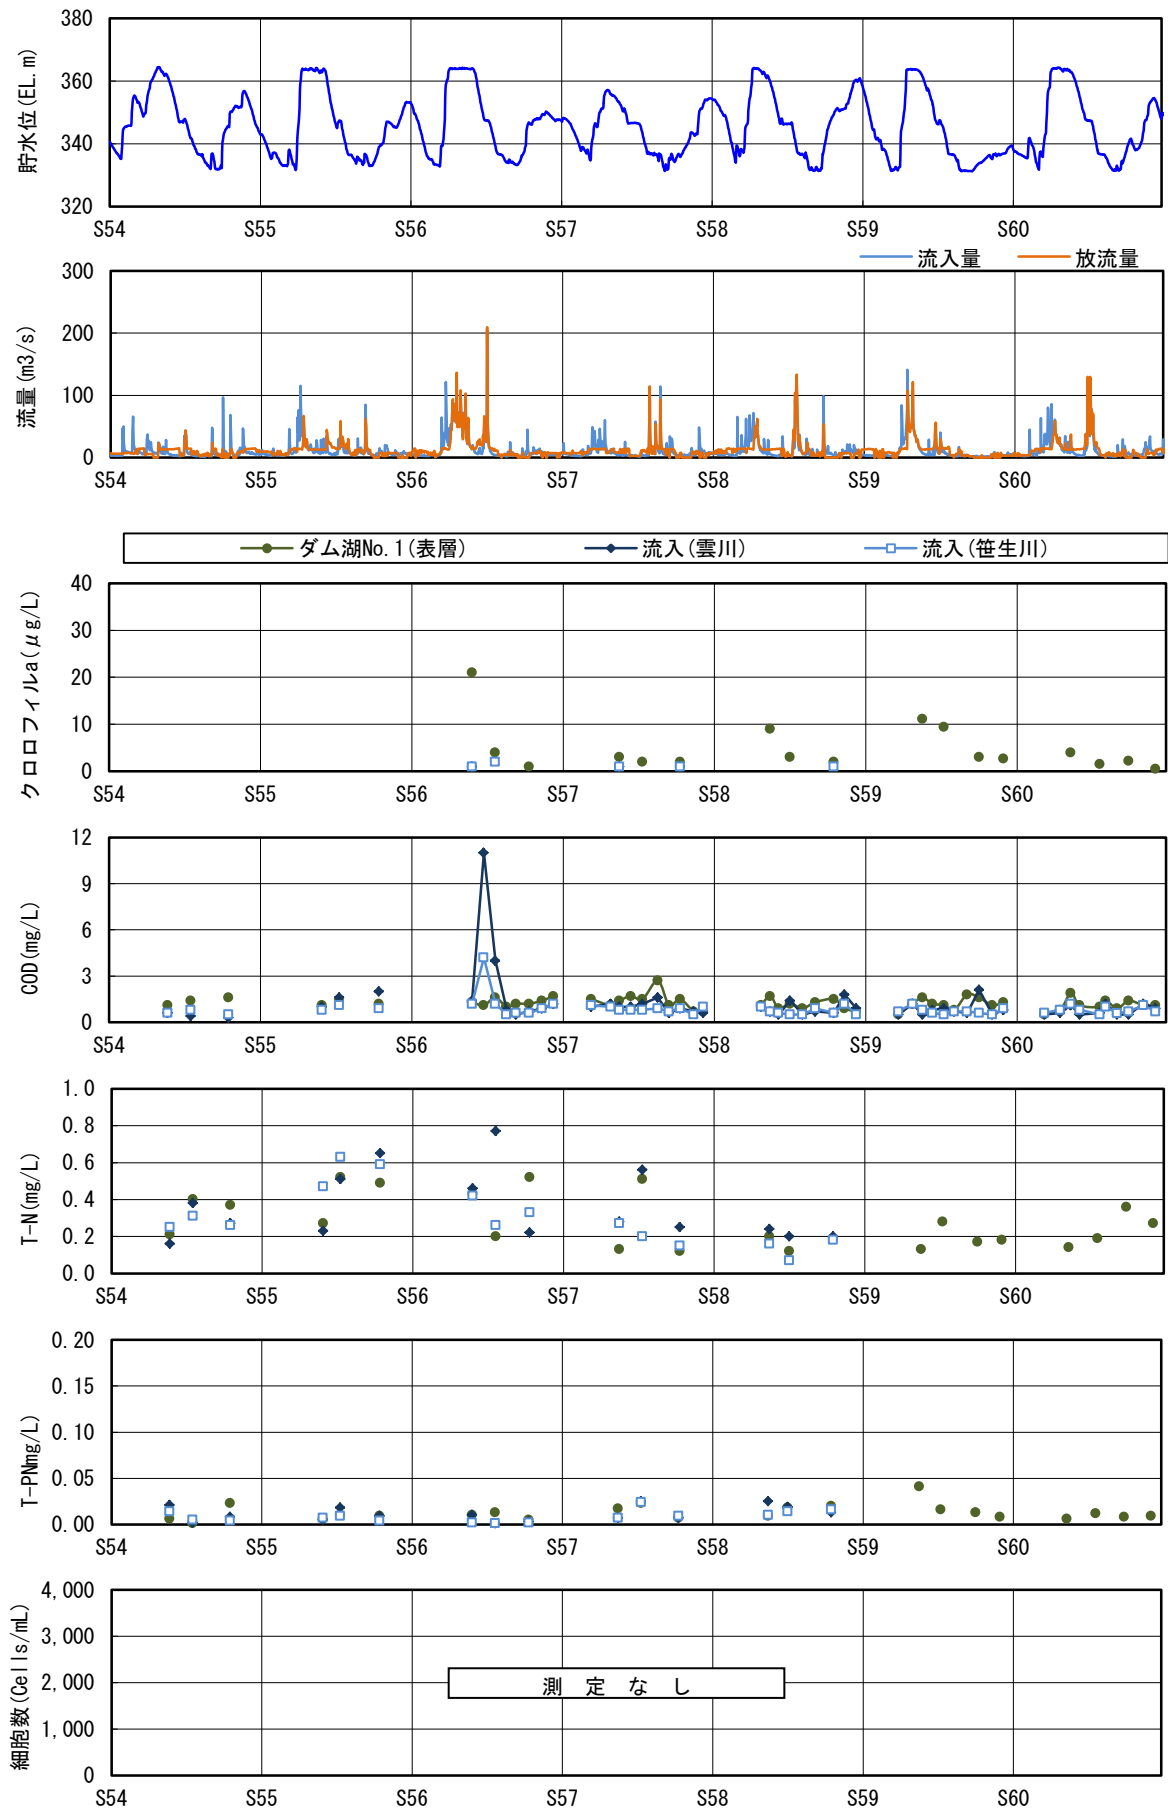 380
360
340
320
貯水位(EL.m)
S54 S55 S56 S57 S58 S59 S60
流入量 放流量
300
200
100
0
流量(m3/s)
S54 S55 S56 S57 S58 S59 S60
ダム湖No.1(表層) 流入(雲川) 流入(笹生川)
40
30
20
10
0
クロロフィルa(μg/L)
S54 S55 S56 S57 S58 S59 S60
12
9
6
3
0
COD(mg/L)
S54 S55 S56 S57 S58 S59 S60
1.0
0.8
0.6
0.4
0.2
0.0
T-N(mg/L)
S54 S55 S56 S57 S58 S59 S60
0.20
0.15
0.10
0.05
0.00
T-PNmg/L)
S54 S55 S56 S57 S58 S59 S60
4,000
3,000
2,000
1,000
0
細胞数(Cells/mL)
測 定 な し
S54 S55 S56 S57 S58 S59 S60